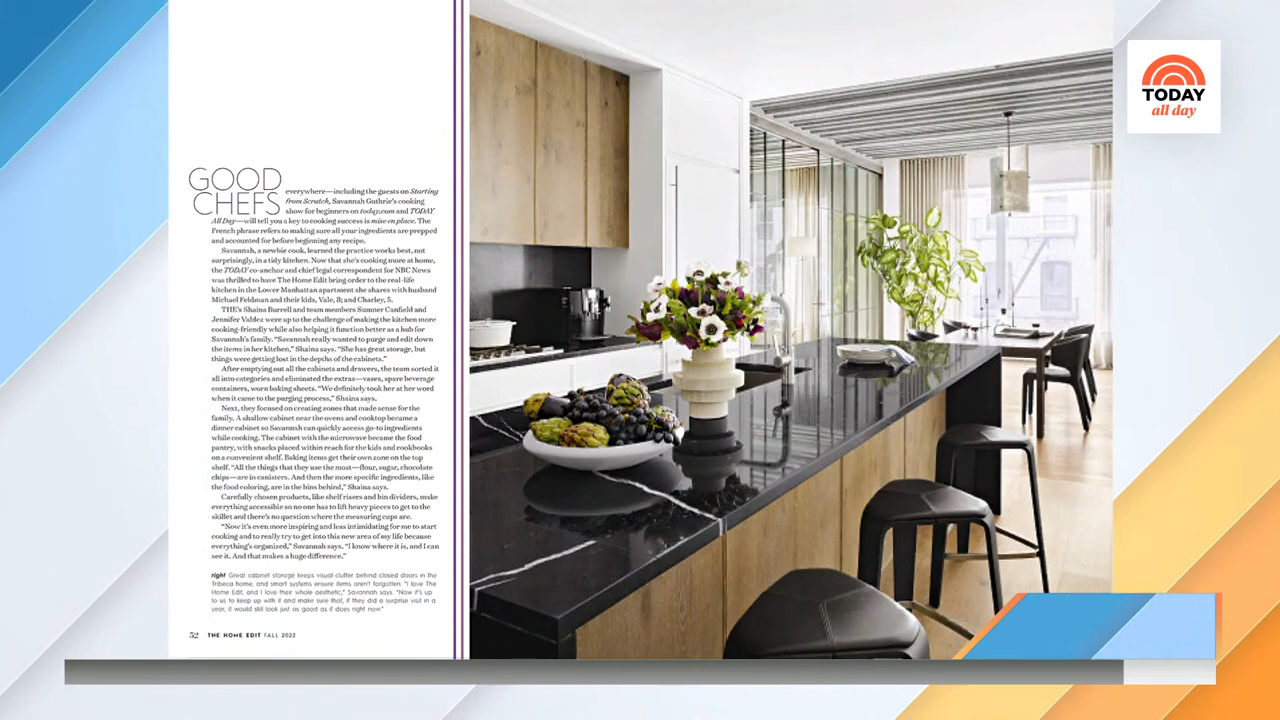 GOOD
CHEFS
everywhere—including the guests on Starting
from Scratch, Savannah Guthrie's cooking
show for beginners on today.com and TODAY
All Day—will tell you a key to cooking success is mise en place. The
French phrase refers to making sure all your ingredients are prepped
and accounted for before beginning any recipe.
Savannah, a newbie cook, learned the practice works best, not
surprisingly, in a tidy kitchen. Now that she's cooking more at home,
the TODAY co-anchor and chief legal correspondent for NBC News
was thrilled to have The Home Edit bring order to the real-life
kitchen in the Lower Manhattan apartment she shares with husband
Michael Feldman and their kids, Vale, 8; and Charley, 5.
THE's Shaina Burrell and team members Sumner Canfield and
Jennifer Valdez were up to the challenge of making the kitchen more
cooking-friendly while also helping it function better as a hub for
Savannah's family. “Savannah really wanted to purge and edit down
the items in her kitchen,” Shaina says. “She has great storage, but
things were getting lost in the depths of the cabinets.”
After emptying out all the cabinets and drawers, the team sorted it
all into categories and eliminated the extras—vases, spare beverage
containers, worn baking sheets. “We definitely took her at her word
when it came to the purging process,” Shaina says.
Next, they focused on creating zones that made sense for the
family. A shallow cabinet near the ovens and cooktop became a
dinner cabinet so Savannah can quickly access go-to ingredients
while cooking. The cabinet with the microwave became the food
pantry, with snacks placed within reach for the kids and cookbooks
on a convenient shelf. Baking items get their own zone on the top
shelf. “All the things that they use the most—flour, sugar, chocolate
chips—are in canisters. And then the more specific ingredients, like
the food coloring, are in the bins behind,” Shaina says.
Carefully chosen products, like shelf risers and bin dividers, make
everything accessible so no one has to lift heavy pieces to get to the
skillet and there's no question where the measuring cups are.
“Now it's even more inspiring and less intimidating for me to start
cooking and to really try to get into this new area of my life because
everything's organized,” Savannah says. “I know where it is, and I can
see it. And that makes a huge difference.”
right Great cabinet storage keeps visual clutter behind closed doors in the
Tribeca home, and smart systems ensure items aren't forgotten. “I love The
Home Edit, and I love their whole aesthetic,” Savannah says. “Now it's up
to us to keep up with it and make sure that, if they did a surprise visit in a
year, it would still look just as good as it does right now.”
52 THE HOME EDIT FALL 2022
TODAY
all day